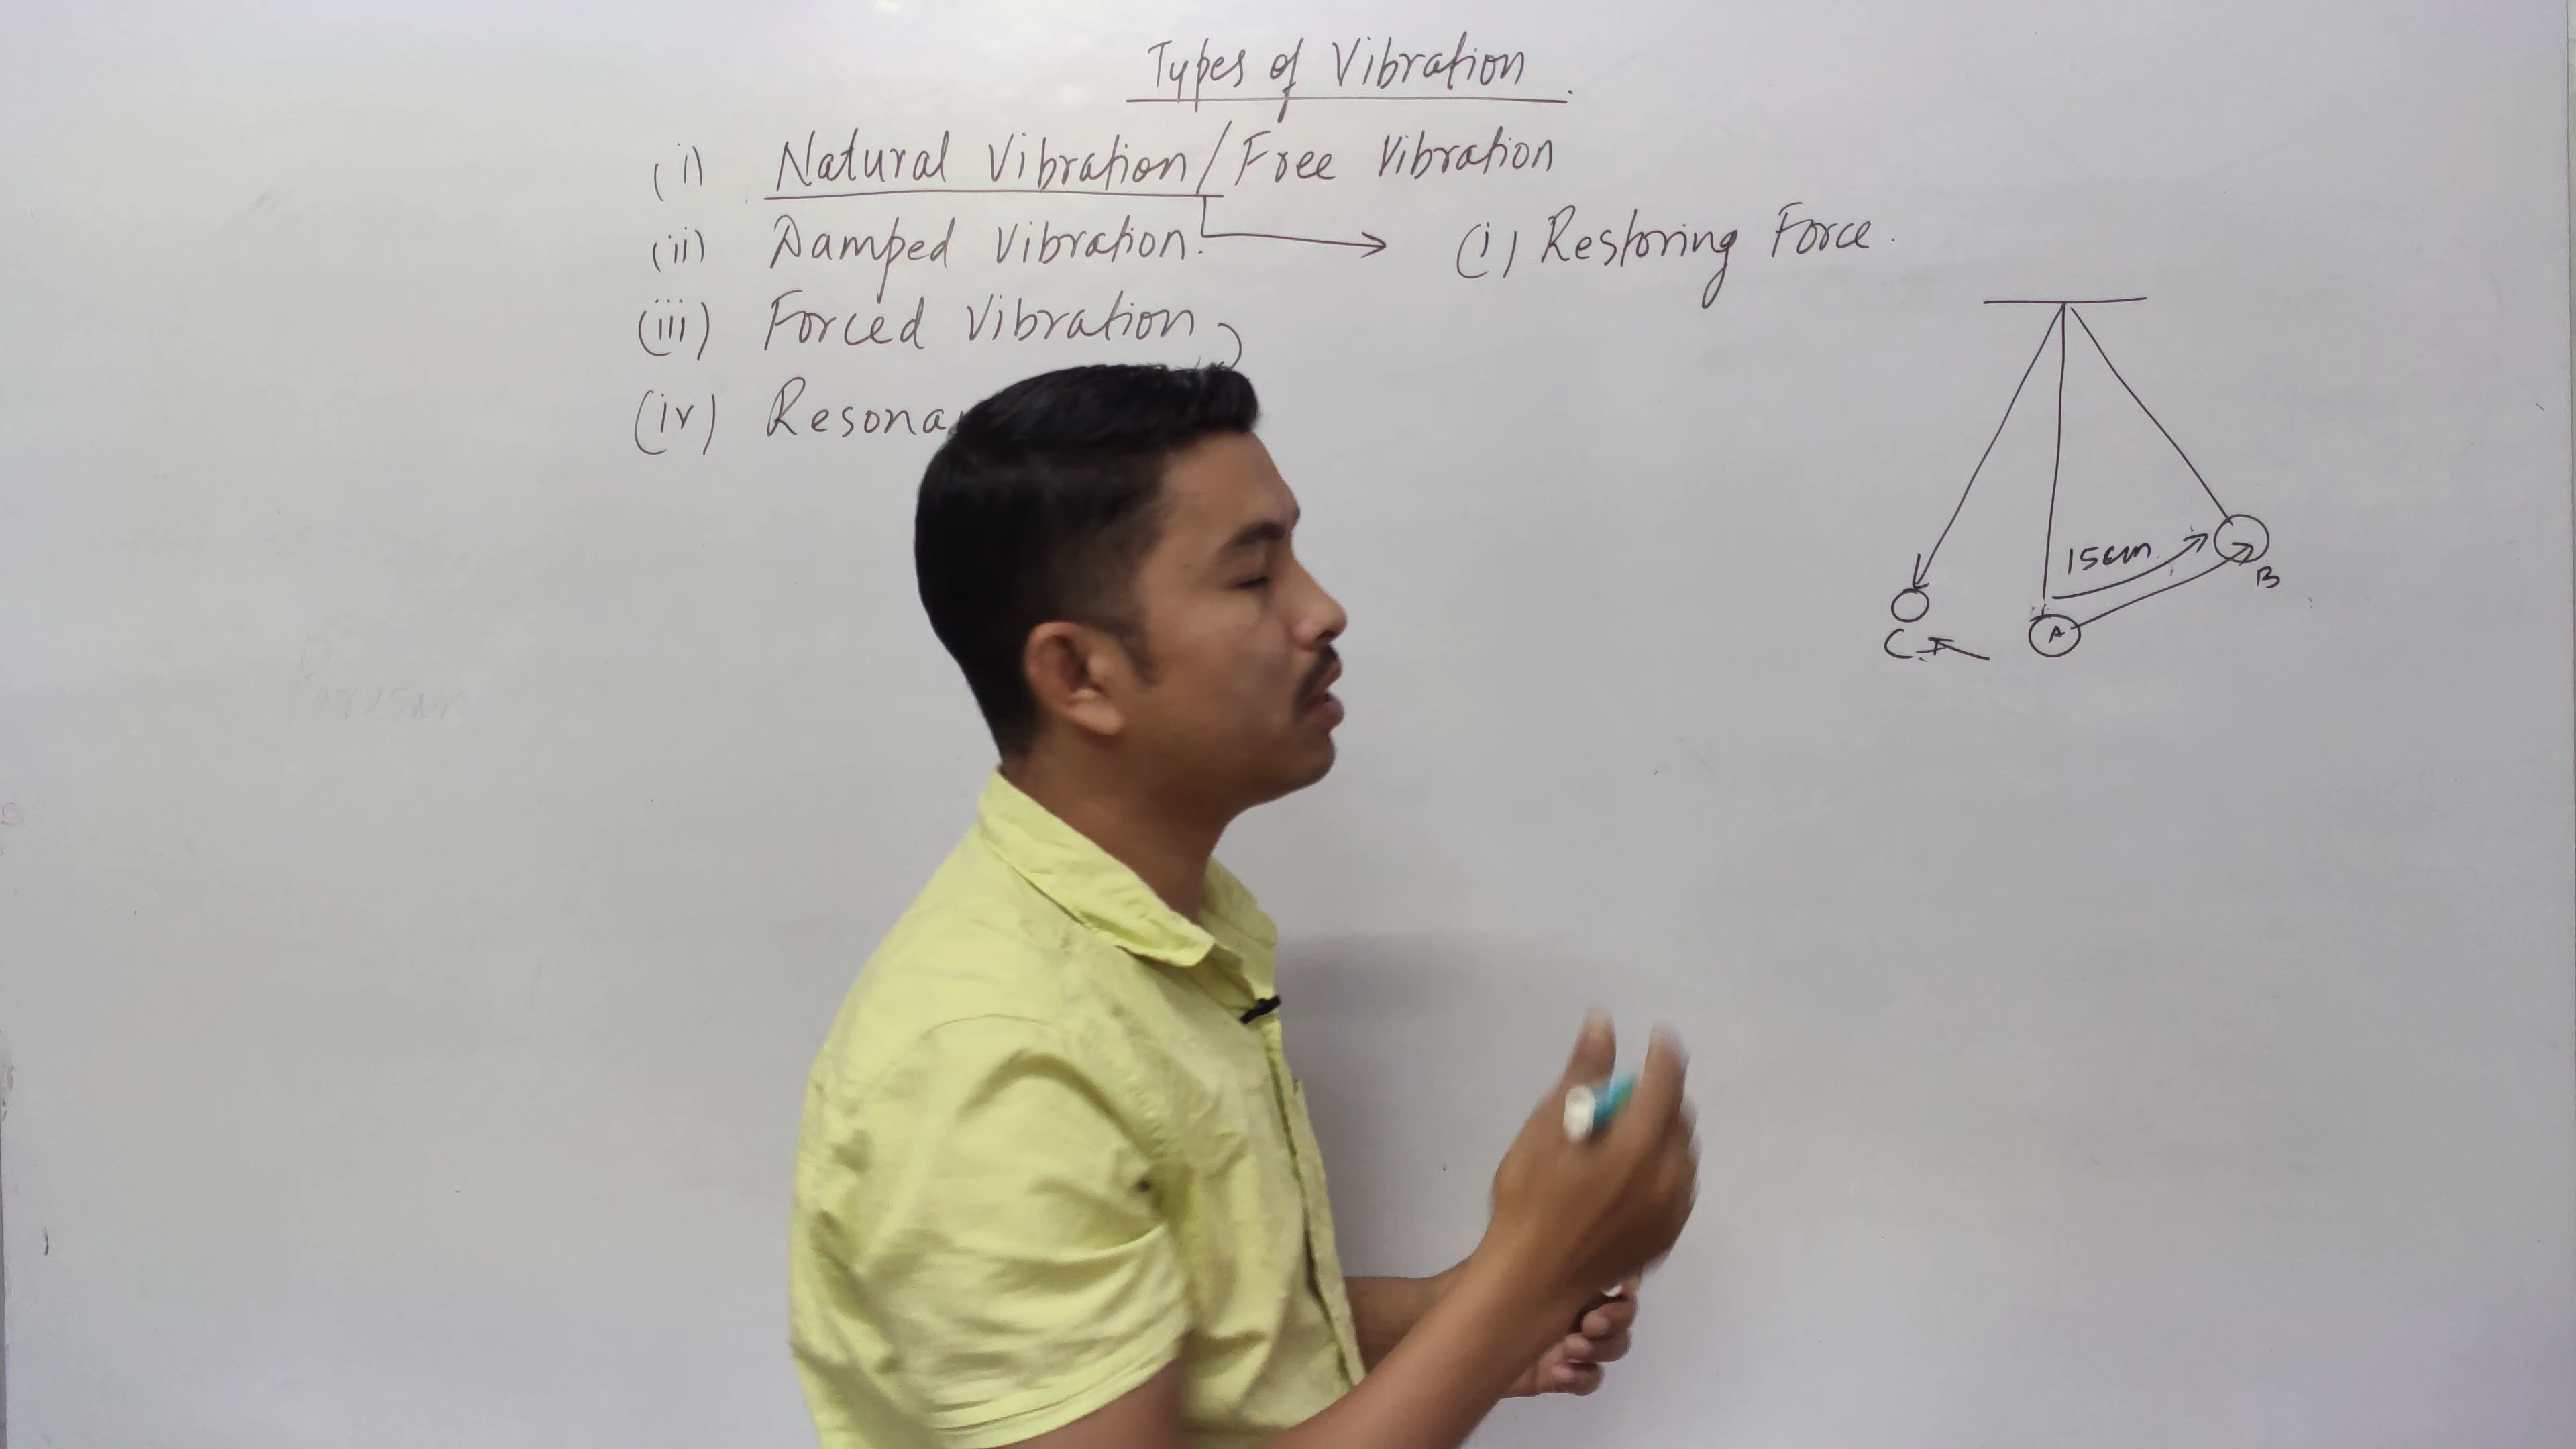 Types of Vibration
(i) Natural Vibration/Free Vibration
(ii) Damped Vibration. (i) Restoring Force.
(iii) Forced Vibration
(iv) Resona
15cm
B
A
C